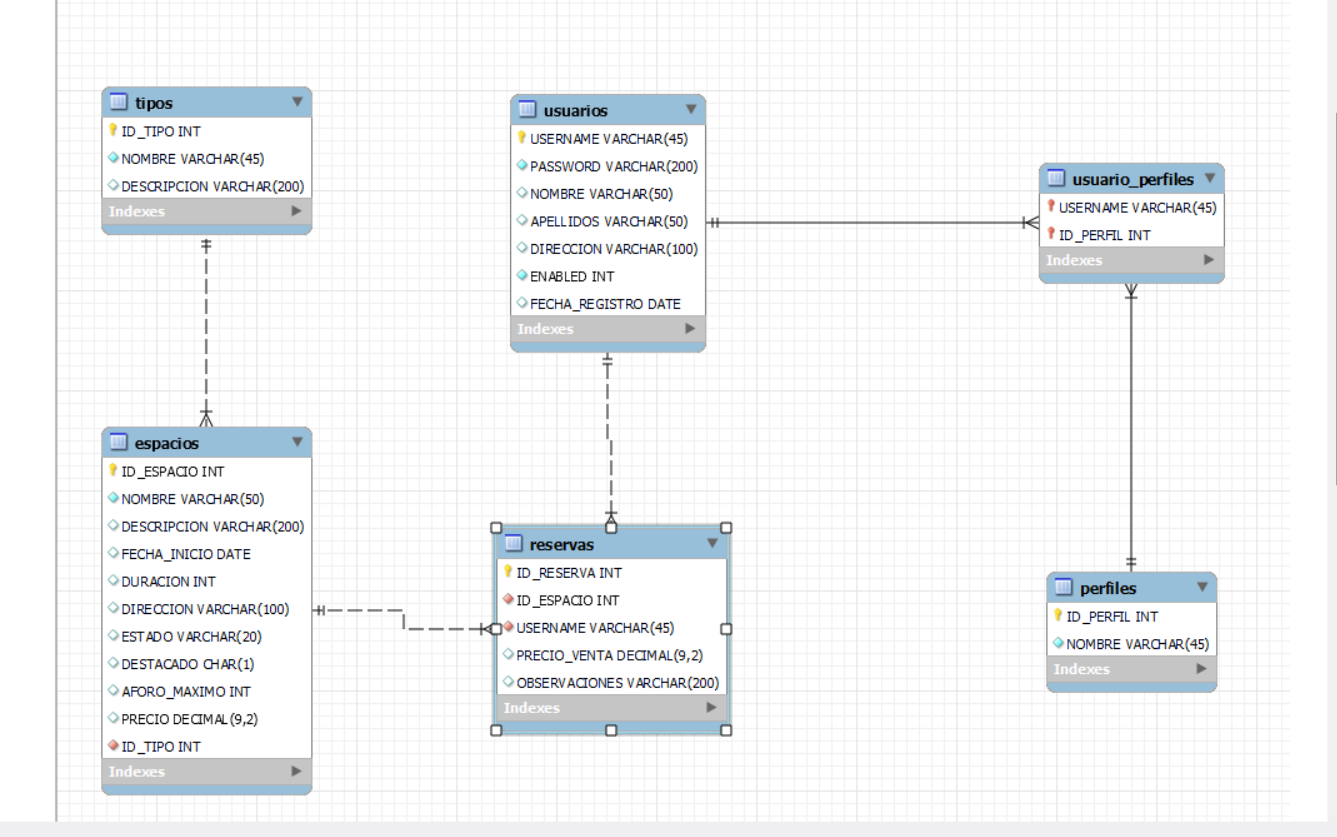 tipos
ID_TIPO INT
NOMBRE VARCHAR(45)
DESCRIPCION VARCHAR(200)
Indexes
usuarios
USERNAME VARCHAR(45)
PASSWORD VARCHAR(200)
NOMBRE VARCHAR(50)
APELLIDOS VARCHAR(50)
DIRECCION VARCHAR(100)
ENABLED INT
FECHA_REGISTRO DATE
Indexes
usuario_perfiles
USERNAME VARCHAR(45)
ID_PERFIL INT
Indexes
espacios
ID_ESPACIO INT
NOMBRE VARCHAR(50)
DESCRIPCION VARCHAR(200)
FECHA_INICIO DATE
DURACION INT
DIRECCION VARCHAR(100)
ESTADO VARCHAR(20)
DESTACADO CHAR(1)
AFORO_MAXIMO INT
PRECIO DECIMAL(9,2)
ID_TIPO INT
Indexes
reservas
ID_RESERVA INT
ID_ESPACIO INT
USERNAME VARCHAR(45)
PRECIO_VENTA DECIMAL(9,2)
OBSERVACIONES VARCHAR(200)
Indexes
perfiles
ID_PERFIL INT
NOMBRE VARCHAR(45)
Indexes